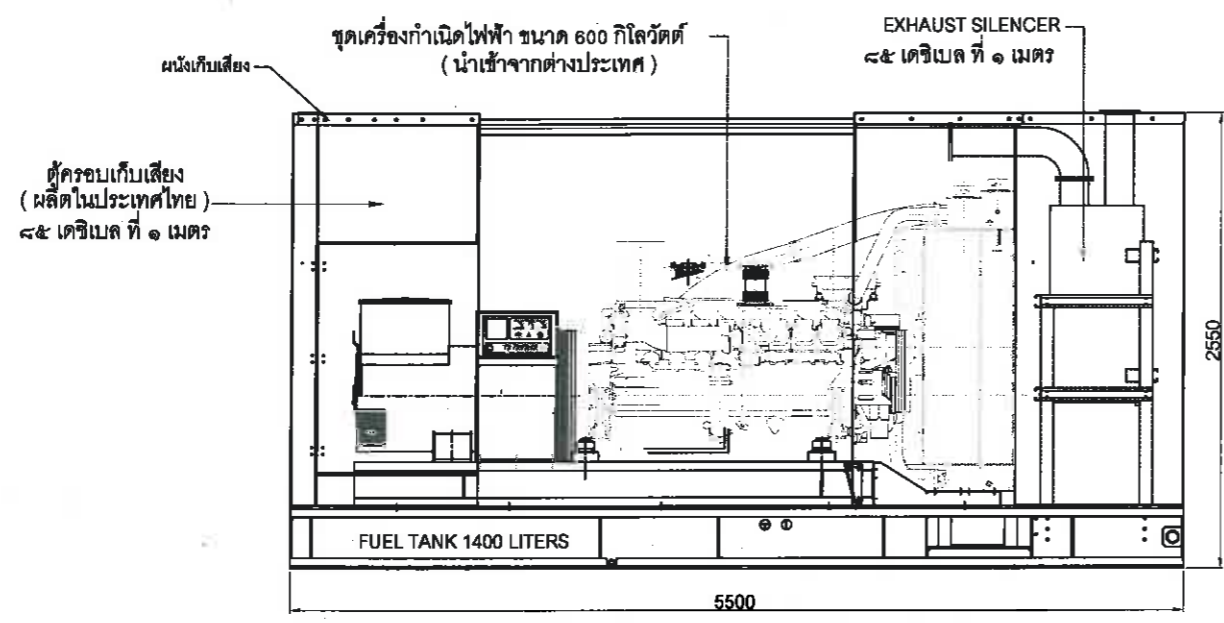 ชุดเครื่องกำเนิดไฟฟ้า ขนาด 600 กิโลวัตต์
( นำเข้าจากต่างประเทศ )
EXHAUST SILENCER
๘๕ เดซิเบล ที่ ๑ เมตร
ผนังเก็บเสียง
ตู้ครอบเก็บเสียง
( ผลิตในประเทศไทย )
๘๕ เดซิเบล ที่ ๑ เมตร
2550
FUEL TANK 1400 LITERS
5500